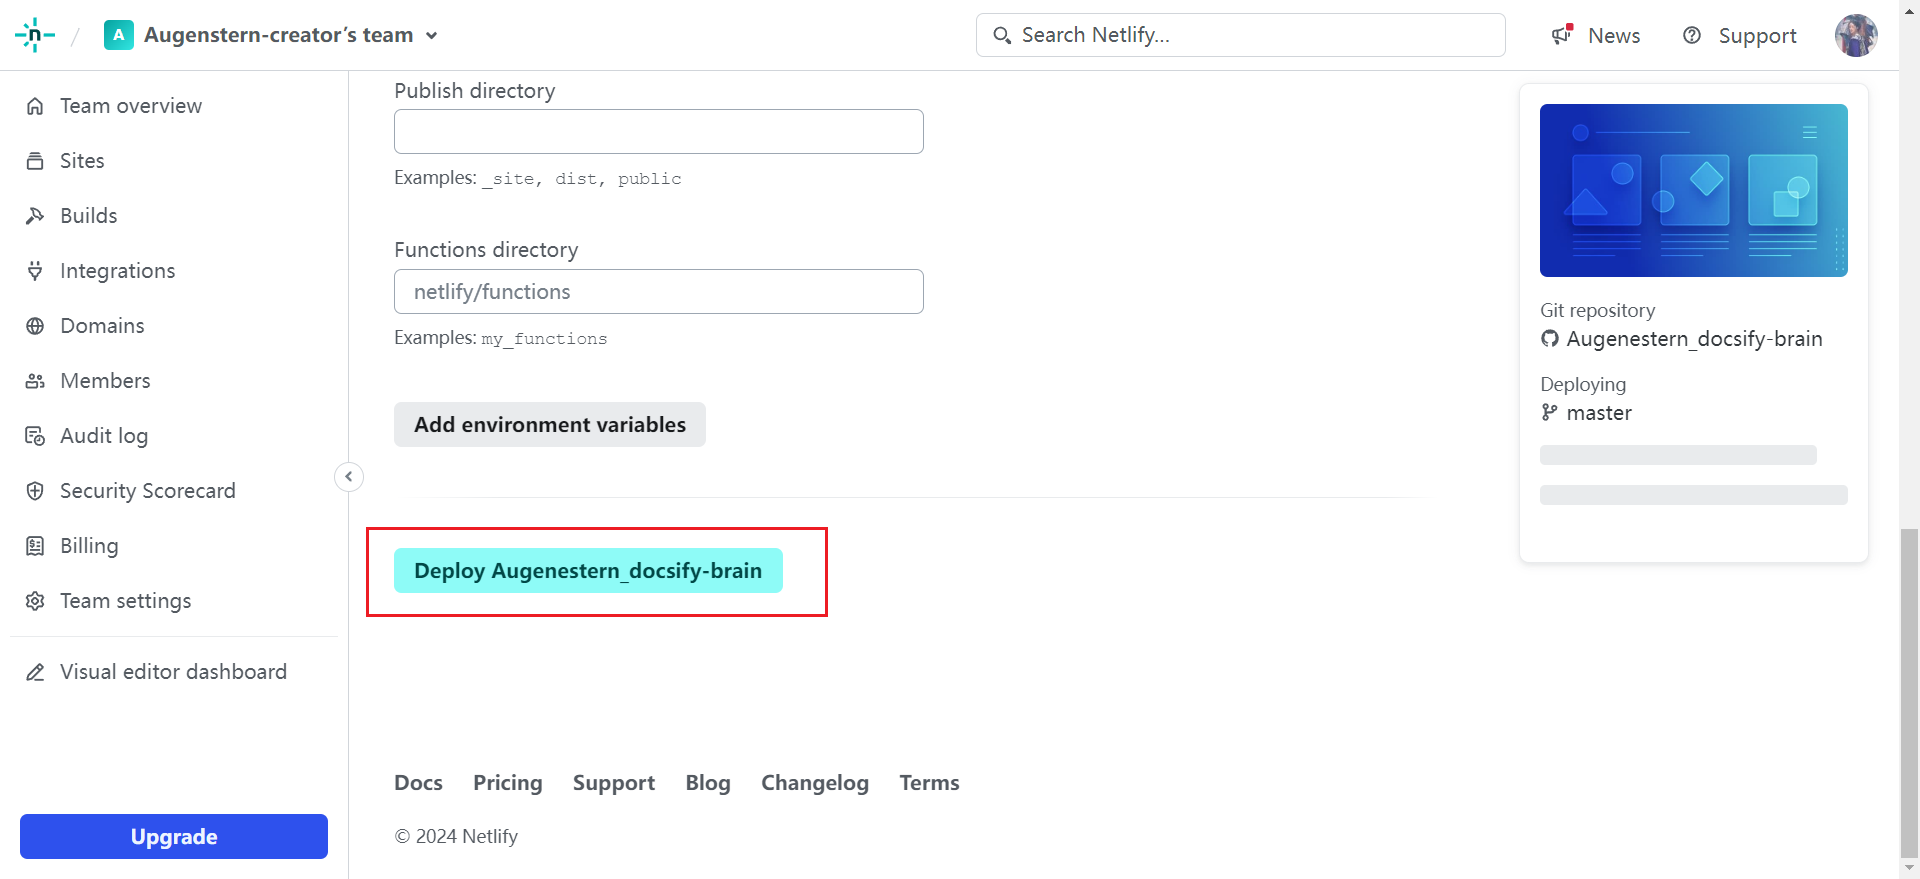 n / A Augenstern-creator’s team
Search Netlify...
News
Support
Team overview
Sites
Builds
Integrations
Domains
Members
Audit log
Security Scorecard
Billing
Team settings
Visual editor dashboard
Upgrade
Publish directory
Examples: _site, dist, public
Functions directory
netlify/functions
Examples: my_functions
Add environment variables
Deploy Augenestern_docsify-brain
Git repository
Augenestern_docsify-brain
Deploying
master
Docs Pricing Support Blog Changelog Terms
© 2024 Netlify